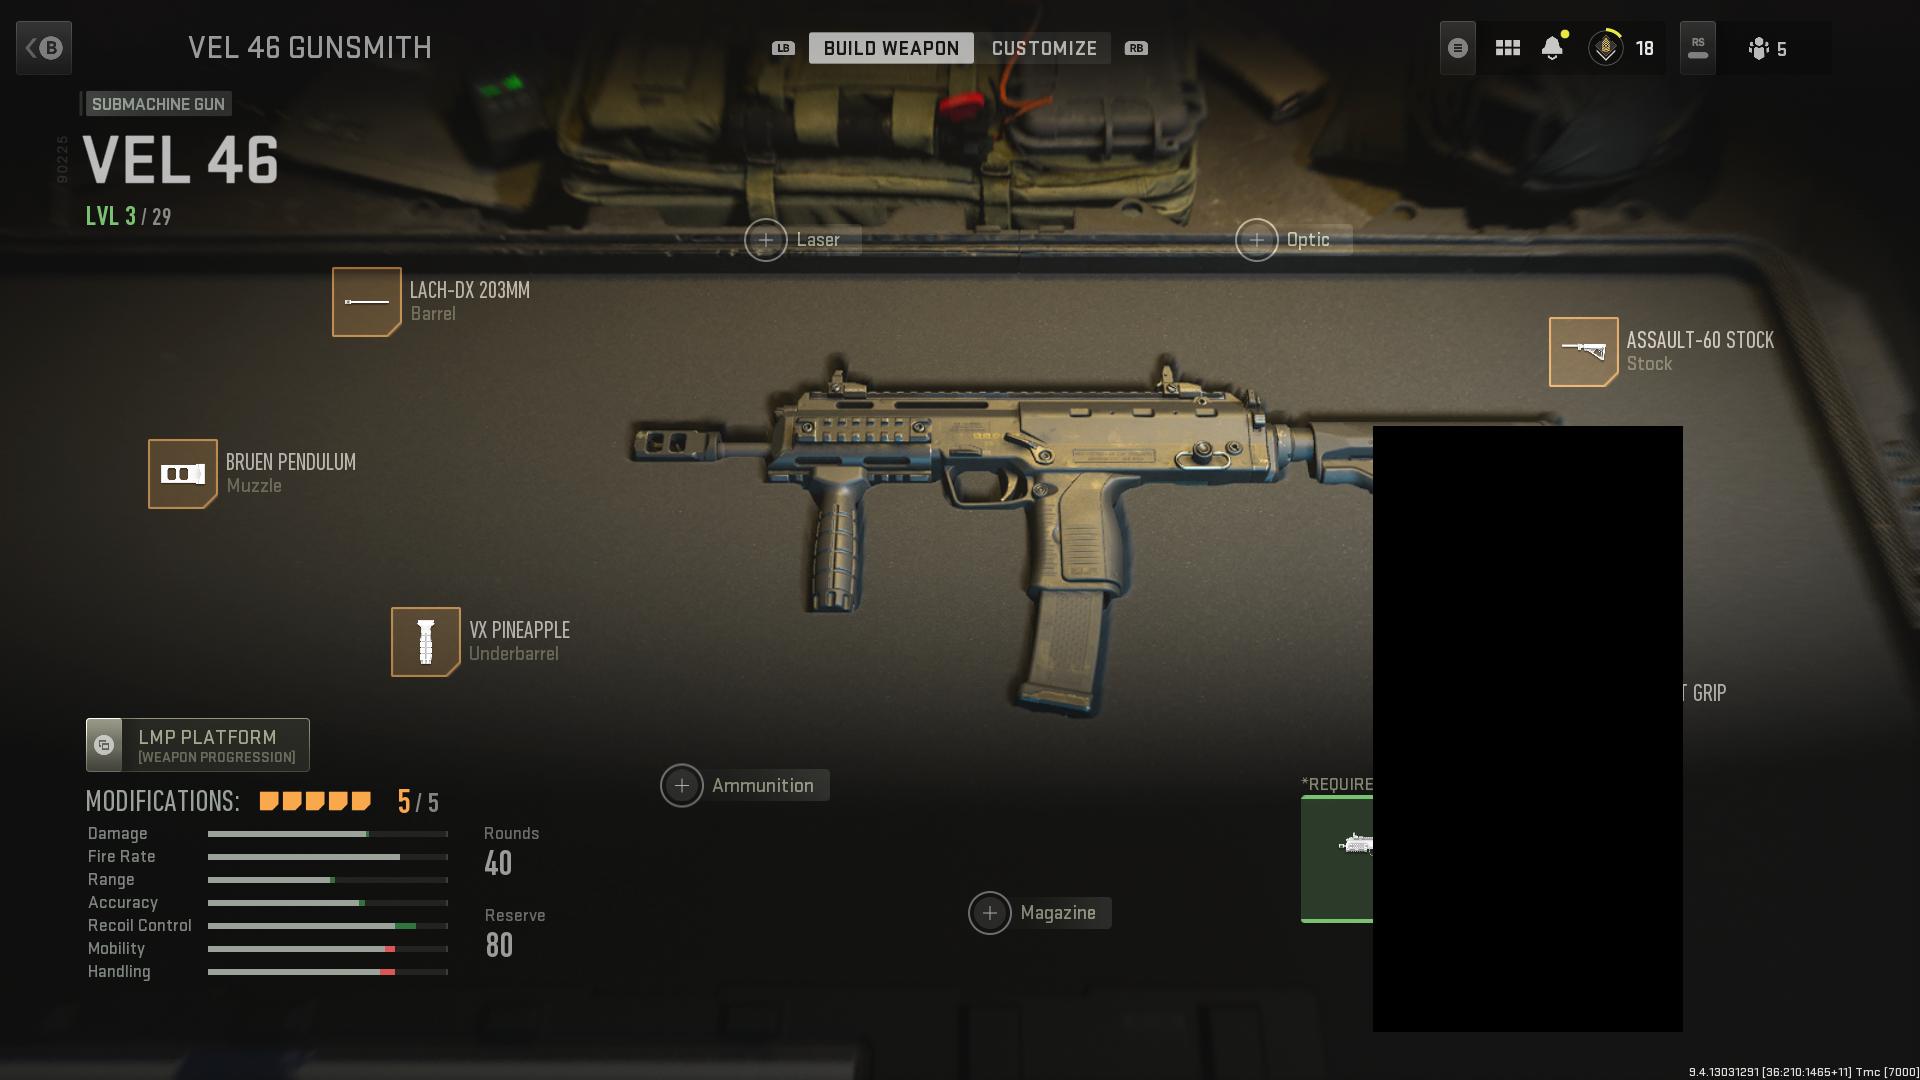 B
VEL 46 GUNSMITH
LB
BUILD WEAPON
CUSTOMIZE
RB
18
RS
5
SUBMACHINE GUN
90225
VEL 46
LVL 3 / 29
Laser
Optic
LACH-DX 203MM
Barrel
ASSAULT-60 STOCK
Stock
BRUEN PENDULUM
Muzzle
VX PINEAPPLE
Underbarrel
GRIP
LMP PLATFORM
[WEAPON PROGRESSION]
MODIFICATIONS: 5 / 5
Ammunition
*REQUIRE
Damage
Fire Rate
Range
Accuracy
Recoil Control
Mobility
Handling
Rounds
40
Reserve
80
Magazine
9.4.13031291 [36:210:1465+11] Tmc [7000]